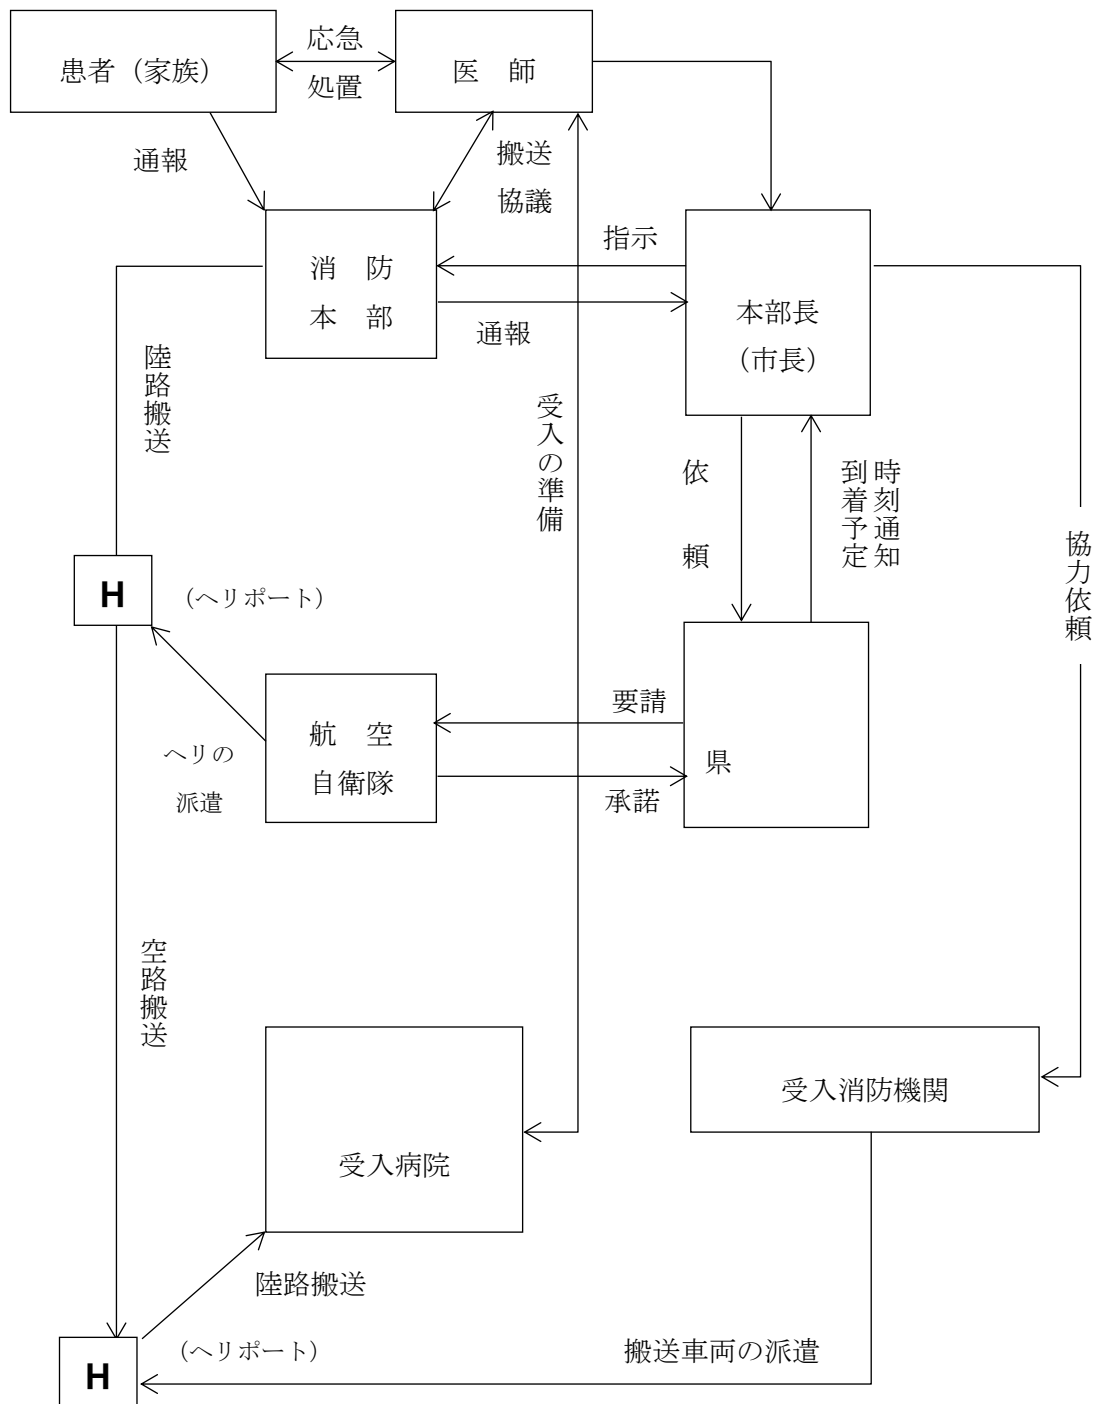 患者（家族）
応急
処置
医　師
通報
搬送
協議
消　防
本　部
指示
通報
本部長
（市長）
陸路搬送
受入の準備
依　頼
到着予定
時刻通知
協力依頼
H
（ヘリポート）
航　空
自衛隊
要請
承諾
県
ヘリの
派遣
空路搬送
受入病院
受入消防機関
陸路搬送
H
（ヘリポート）
搬送車両の派遣